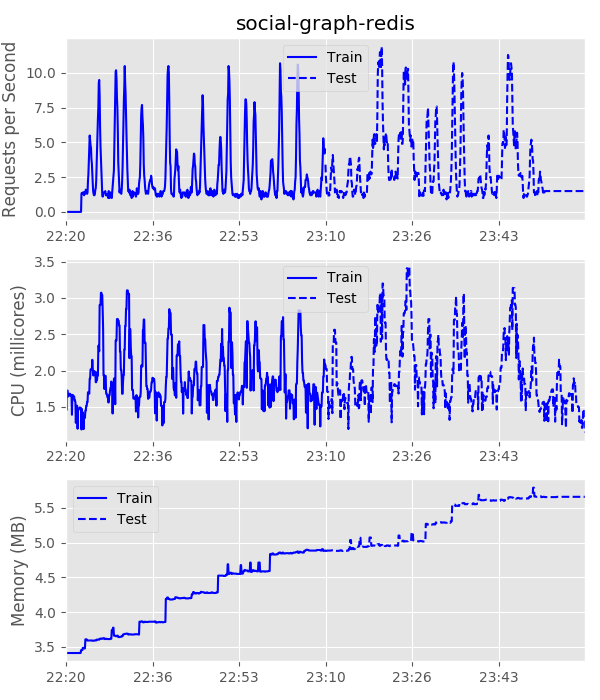 social-graph-redis
Requests per Second
10.0
7.5
5.0
2.5
0.0
Train
Test
22:20 22:36 22:53 23:10 23:26 23:43
CPU (millicores)
3.5
3.0
2.5
2.0
1.5
Train
Test
22:20 22:36 22:53 23:10 23:26 23:43
Memory (MB)
5.5
5.0
4.5
4.0
3.5
Train
Test
22:20 22:36 22:53 23:10 23:26 23:43